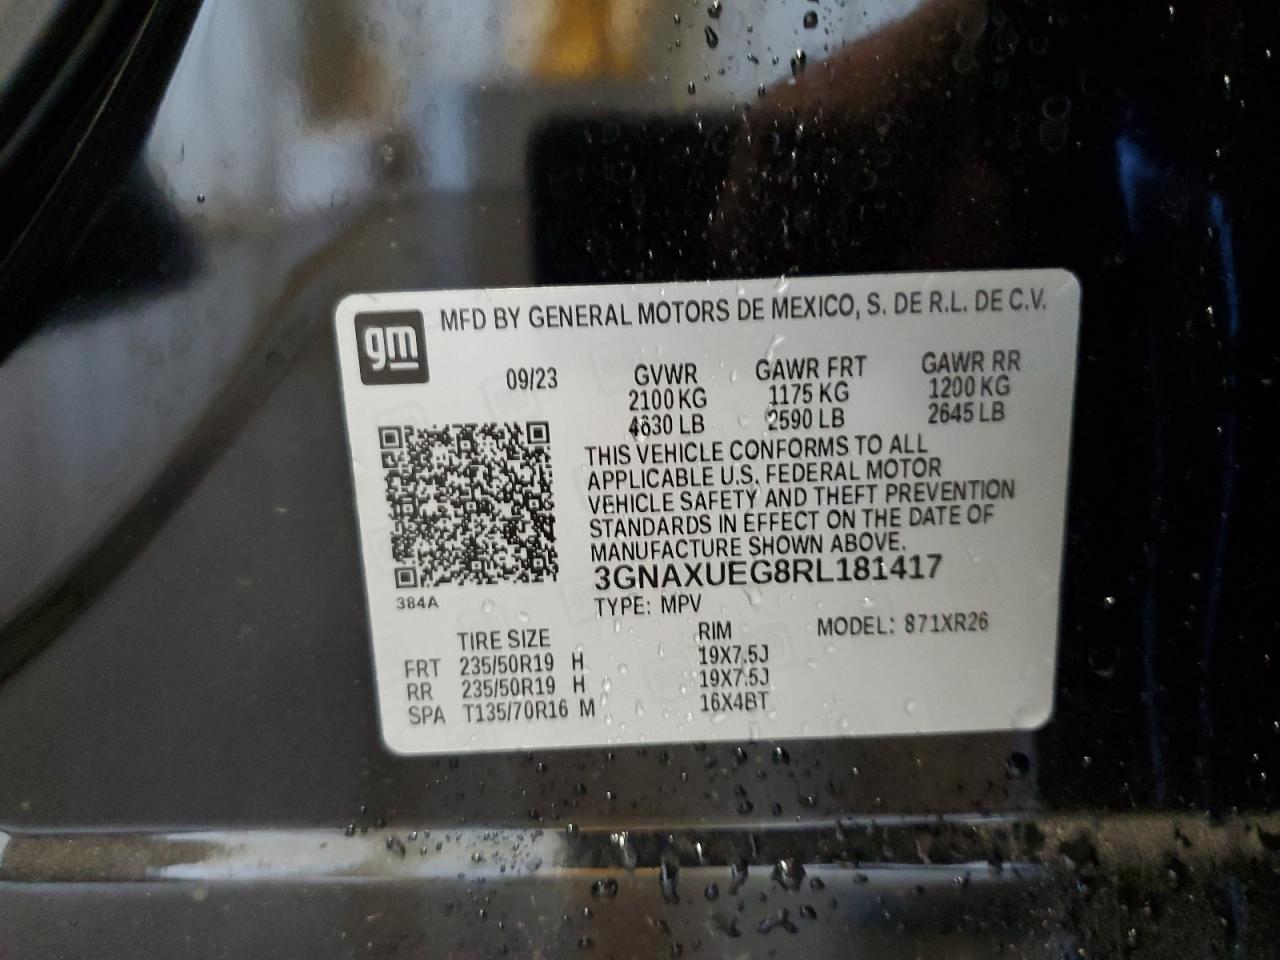 gm
MFD BY GENERAL MOTORS DE MEXICO, S. DE R.L. DE C.V.
09/23 GVWR GAWR FRT GAWR RR
2100 KG 1175 KG 1200 KG
4630 LB 2590 LB 2645 LB
THIS VEHICLE CONFORMS TO ALL
APPLICABLE U.S. FEDERAL MOTOR
VEHICLE SAFETY AND THEFT PREVENTION
STANDARDS IN EFFECT ON THE DATE OF
MANUFACTURE SHOWN ABOVE.
3GNAXUEG8RL181417
384A
TYPE: MPV
TIRE SIZE RIM MODEL: 871XR26
FRT 235/50R19 H 19X7.5J
RR 235/50R19 H 19X7.5J
SPA T135/70R16 M 16X4BT